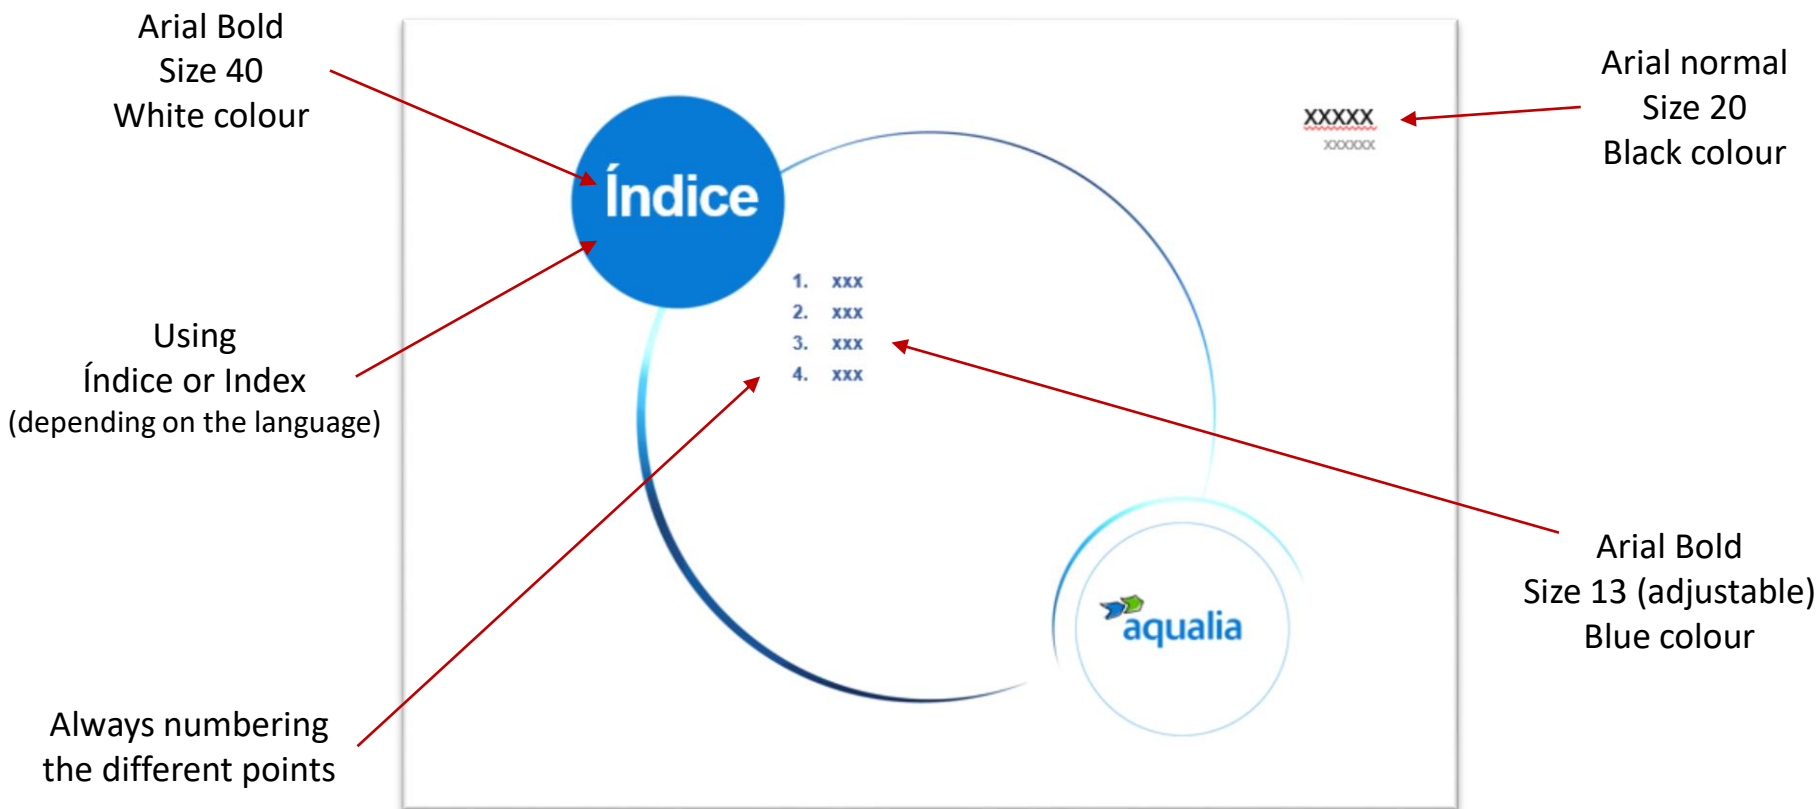 Arial Bold
Size 40
White colour
Using
Índice or Index
(depending on the language)
Always numbering
the different points
Índice
1. xxx
2. xxx
3. xxx
4. xxx
XXXXX
xxxxxx
aqualia
Arial normal
Size 20
Black colour
Arial Bold
Size 13 (adjustable)
Blue colour